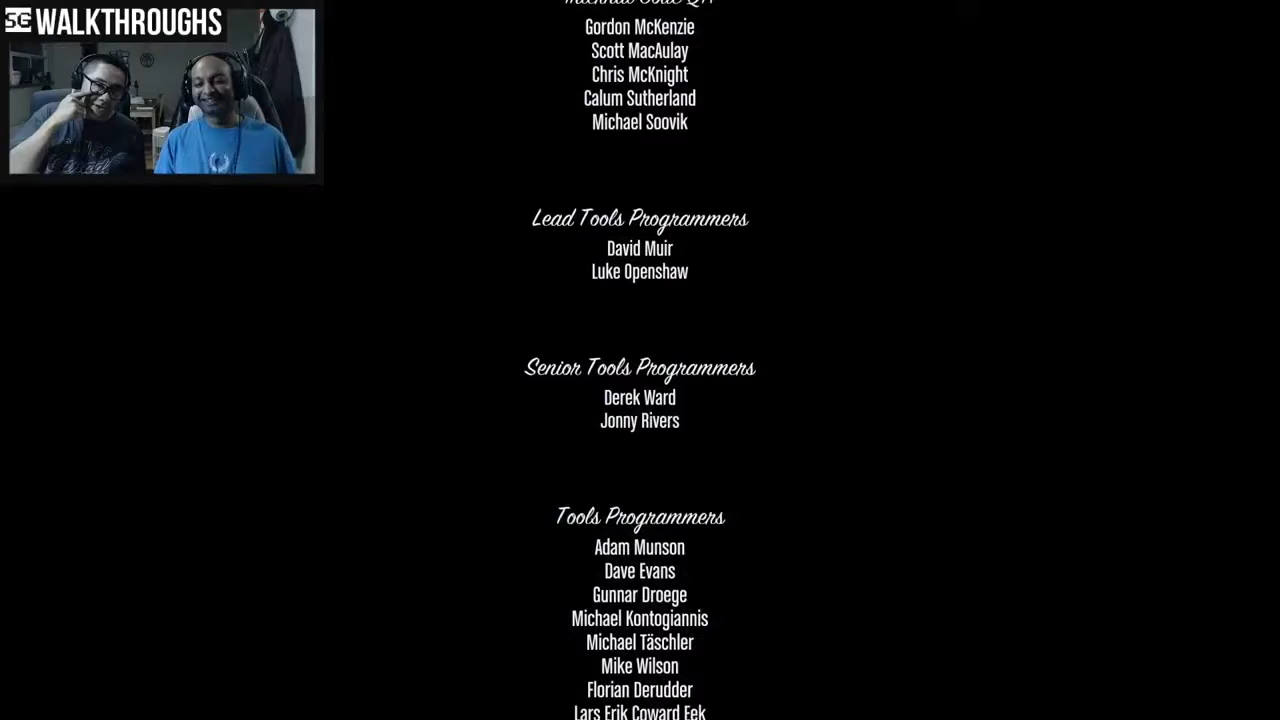 SG WALKTHROUGHS
Gordon McKenzie
Scott MacAulay
Chris McKnight
Calum Sutherland
Michael Soovik
Lead Tools Programmers
David Muir
Luke Openshaw
Senior Tools Programmers
Derek Ward
Jonny Rivers
Tools Programmers
Adam Munson
Dave Evans
Gunnar Droege
Michael Kontogiannis
Michael Täschler
Mike Wilson
Florian Derudder
Lars Erik Coward Eek